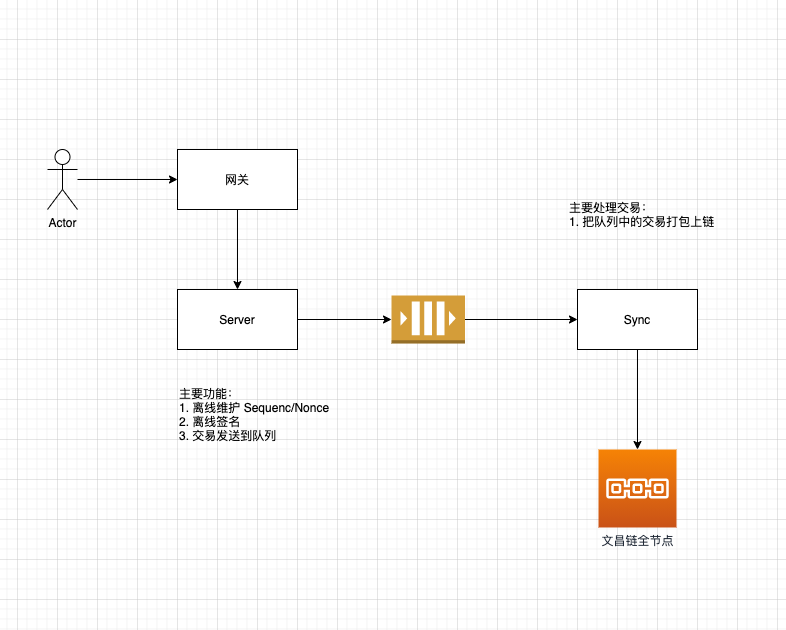 网关
Actor
主要处理交易：
1. 把队列中的交易打包上链
Server
Sync
主要功能：
1. 离线维护 Sequenc/Nonce
2. 离线签名
3. 交易发送到队列
文昌链全节点